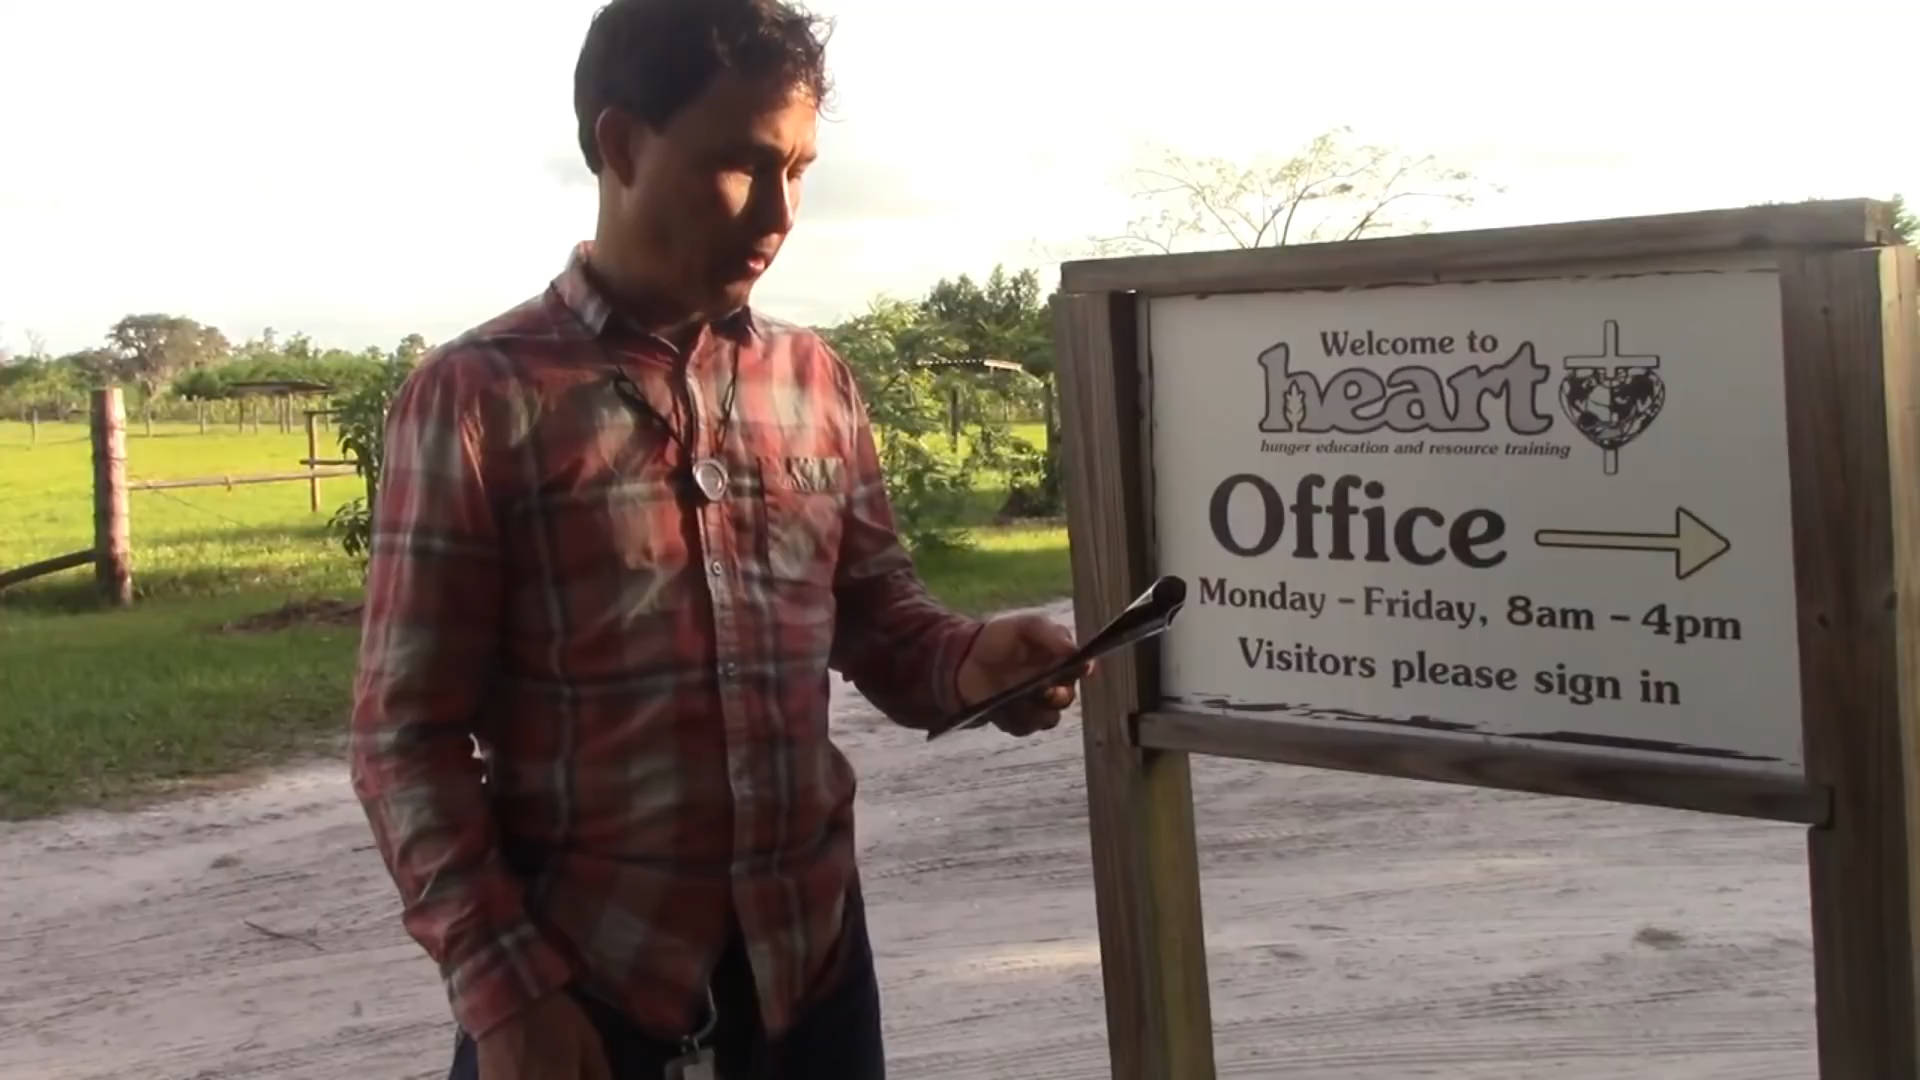 Welcome to
heart
hunger education and resource training
Office
Monday - Friday, 8am - 4pm
Visitors please sign in